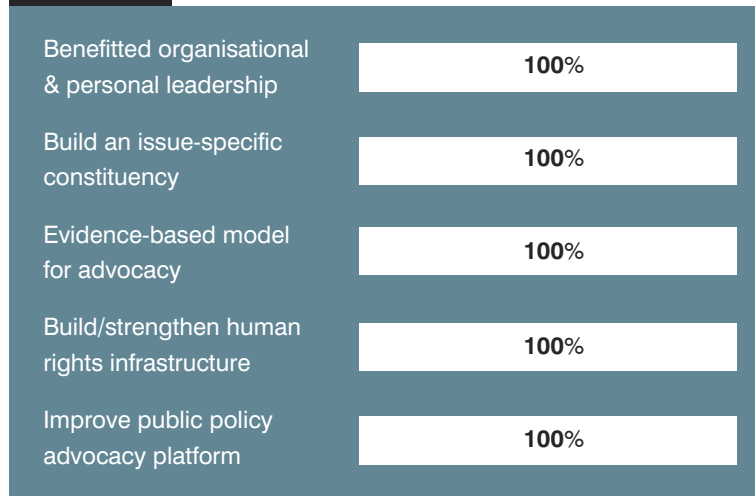 Benefitted organisational
& personal leadership
100%
Build an issue-specific
constituency
100%
Evidence-based model
for advocacy
100%
Build/strengthen human
rights infrastructure
100%
Improve public policy
advocacy platform
100%